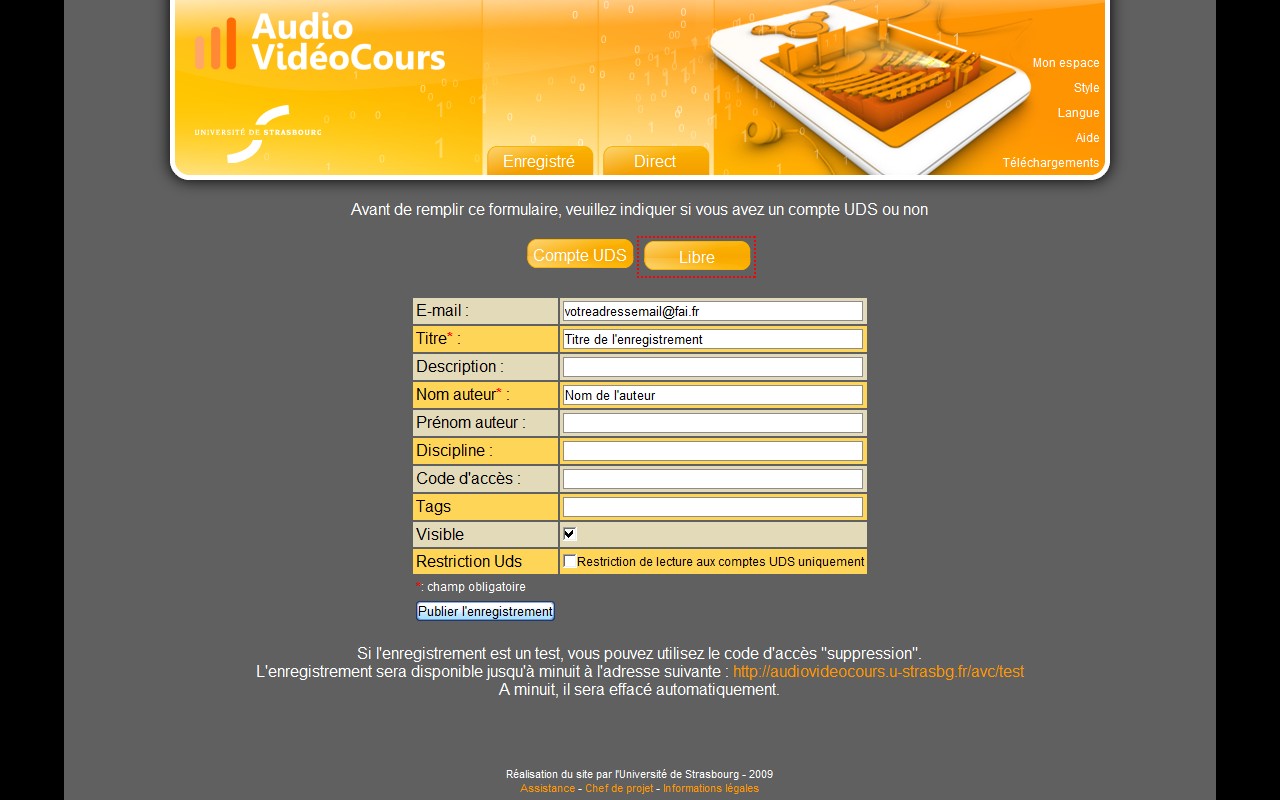 Audio
VidéoCours
UNIVERSITÉ DE STRASBOURG
Enregistré
Direct
Mon espace
Style
Langue
Aide
Téléchargements
Avant de remplir ce formulaire, veuillez indiquer si vous avez un compte UDS ou non
Compte UDS
Libre
E-mail : votreadressemail@fai.fr
Titre* : Titre de l'enregistrement
Description :
Nom auteur* : Nom de l'auteur
Prénom auteur :
Discipline :
Code d'accès :
Tags
Visible
Restriction Uds Restriction de lecture aux comptes UDS uniquement
*: champ obligatoire
Publier l'enregistrement
Si l'enregistrement est un test, vous pouvez utilisez le code d'accès "suppression".
L'enregistrement sera disponible jusqu'à minuit à l'adresse suivante : http://audiovideocours.u-strasbg.fr/avc/test
A minuit, il sera effacé automatiquement.
Réalisation du site par l'Université de Strasbourg - 2009
Assistance - Chef de projet - Informations légales